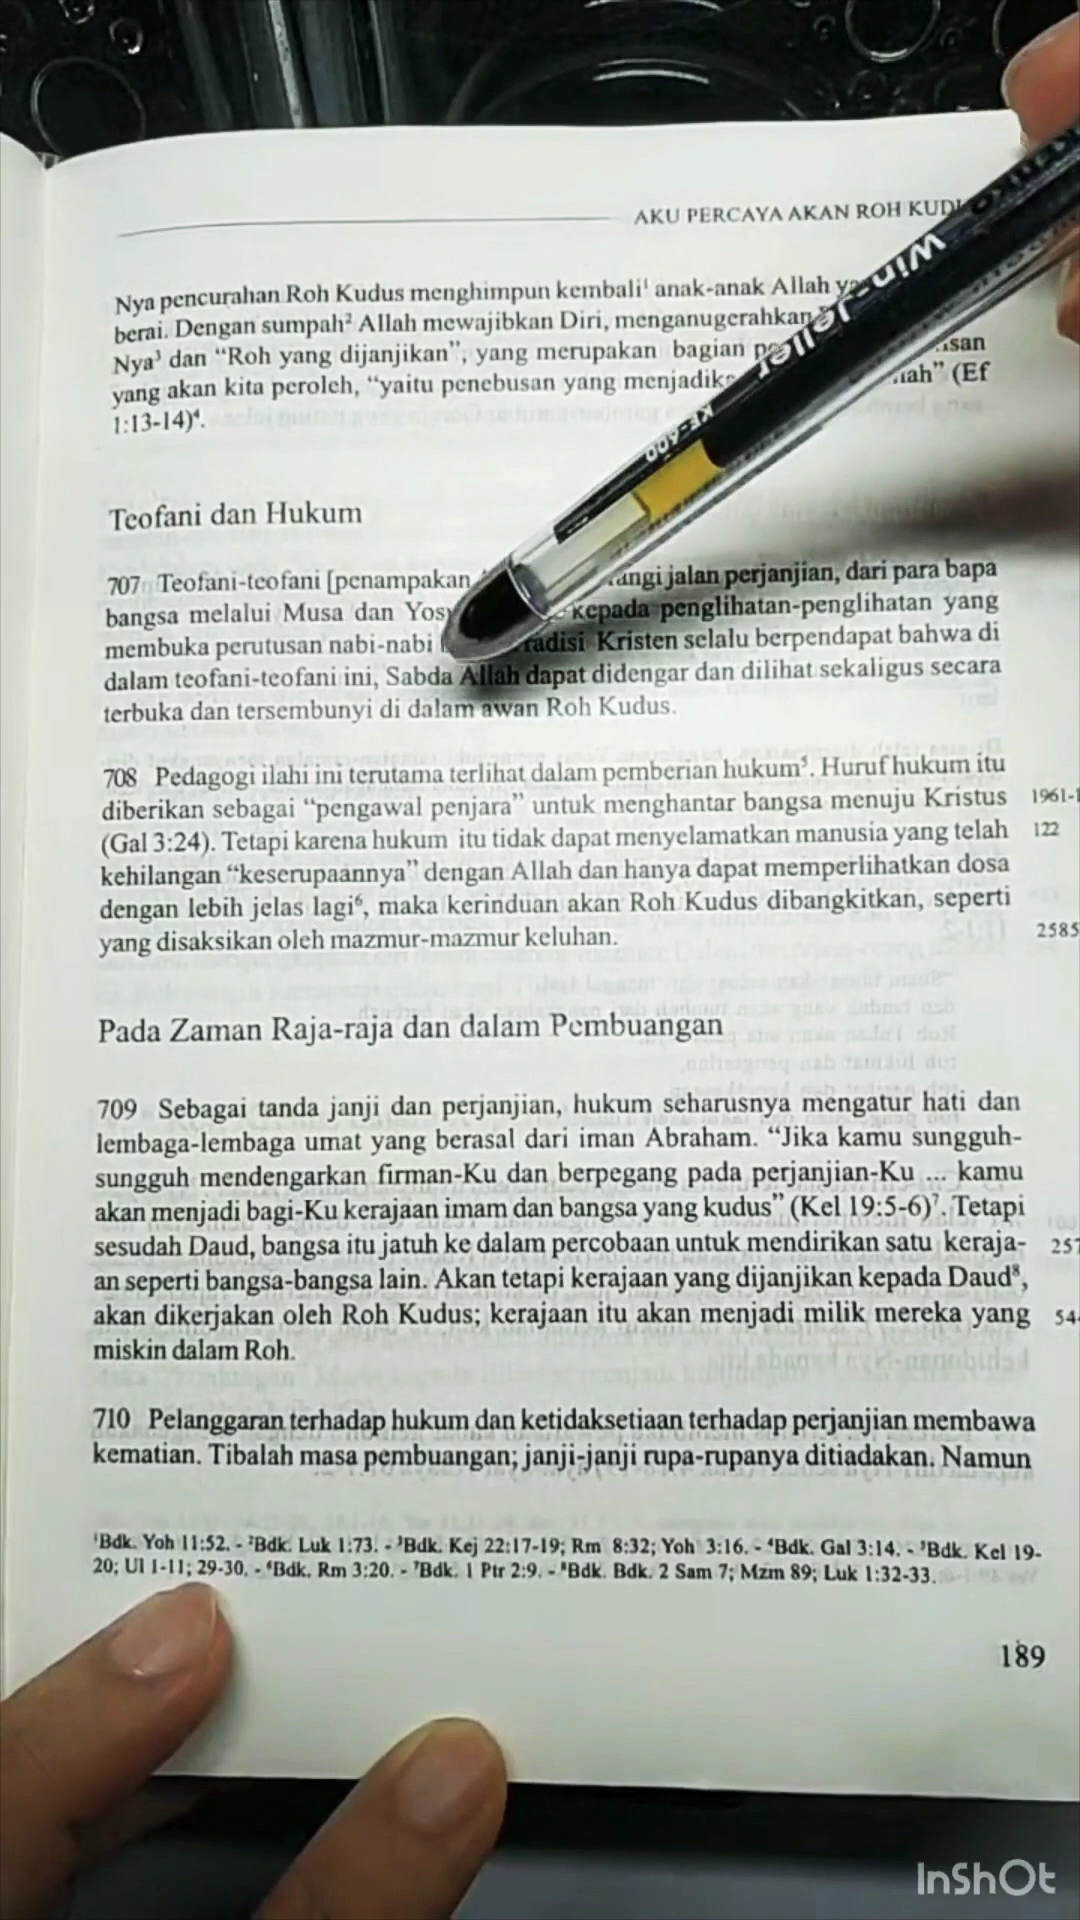 AKU PERCAYA AKAN ROH
Nya pencurahan Roh Kudus menghimpun kembali¹ anak-anak Allah
berai. Dengan sumpah² Allah mewajibkan Diri, menganugerahkan
Nya³ dan “Roh yang dijanjikan”, yang merupakan bagian
yang akan kita peroleh, “yaitu penebusan yang (Ef
1:13-14)⁴.
Teofani dan Hukum
707 Teofani-teofani [penampakan jalan perjanjian, dari para bapa
bangsa melalui Musa dan kepada penglihatan-penglihatan yang
membuka perutusan nabi-nabi Kristen selalu berpendapat bahwa di
dalam teofani-teofani ini, Sabda Allah dapat didengar dan dilihat sekaligus secara
terbuka dan tersembunyi di dalam awan Roh Kudus.
708 Pedagogi ilahi ini terutama terlihat dalam pemberian hukum⁵. Huruf hukum itu
diberikan sebagai “pengawal penjara” untuk menghantar bangsa menuju Kristus 1961-1
(Gal 3:24). Tetapi karena hukum itu tidak dapat menyelamatkan manusia yang telah 122
kehilangan “keserupaannya” dengan Allah dan hanya dapat memperlihatkan dosa
dengan lebih jelas lagi⁶, maka kerinduan akan Roh Kudus dibangkitkan, seperti
yang disaksikan oleh mazmur-mazmur keluhan. 2585
Pada Zaman Raja-raja dan dalam Pembuangan
709 Sebagai tanda janji dan perjanjian, hukum seharusnya mengatur hati dan
lembaga-lembaga umat yang berasal dari iman Abraham. “Jika kamu sungguh-
sungguh mendengarkan firman-Ku dan berpegang pada perjanjian-Ku ... kamu
akan menjadi bagi-Ku kerajaan imam dan bangsa yang kudus” (Kel 19:5-6)⁷. Tetapi
sesudah Daud, bangsa itu jatuh ke dalam percobaan untuk mendirikan satu keraja- 257
an seperti bangsa-bangsa lain. Akan tetapi kerajaan yang dijanjikan kepada Daud⁸,
akan dikerjakan oleh Roh Kudus; kerajaan itu akan menjadi milik mereka yang 54
miskin dalam Roh.
710 Pelanggaran terhadap hukum dan ketidaksetiaan terhadap perjanjian membawa
kematian. Tibalah masa pembuangan; janji-janji rupa-rupanya ditiadakan. Namun
¹Bdk. Yoh 11:52. - ²Bdk. Luk 1:73. - ³Bdk. Kej 22:17-19; Rm 8:32; Yoh 3:16. - ⁴Bdk. Gal 3:14. - ⁵Bdk. Kel 19-
20; Ul 1-11; 29-30. - ⁶Bdk. Rm 3:20. - ⁷Bdk. 1 Ptr 2:9. - ⁸Bdk. Bdk. 2 Sam 7; Mzm 89; Luk 1:32-33.
189
Win-Jeller
KE-400
InShOt